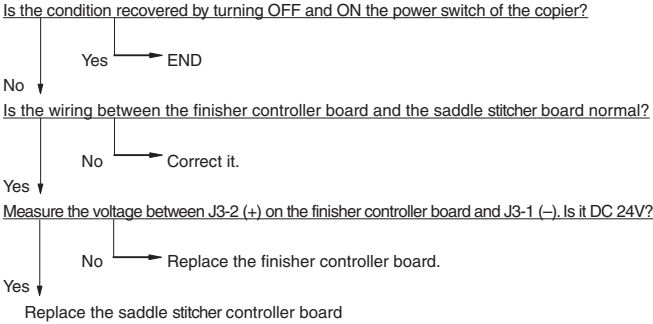 Is the condition recovered by turning OFF and ON the power switch of the copier?
Yes
END
No
Is the wiring between the finisher controller board and the saddle stitcher board normal?
No
Correct it.
Yes
Measure the voltage between J3-2 (+) on the finisher controller board and J3-1 (–). Is it DC 24V?
No
Replace the finisher controller board.
Yes
Replace the saddle stitcher controller board